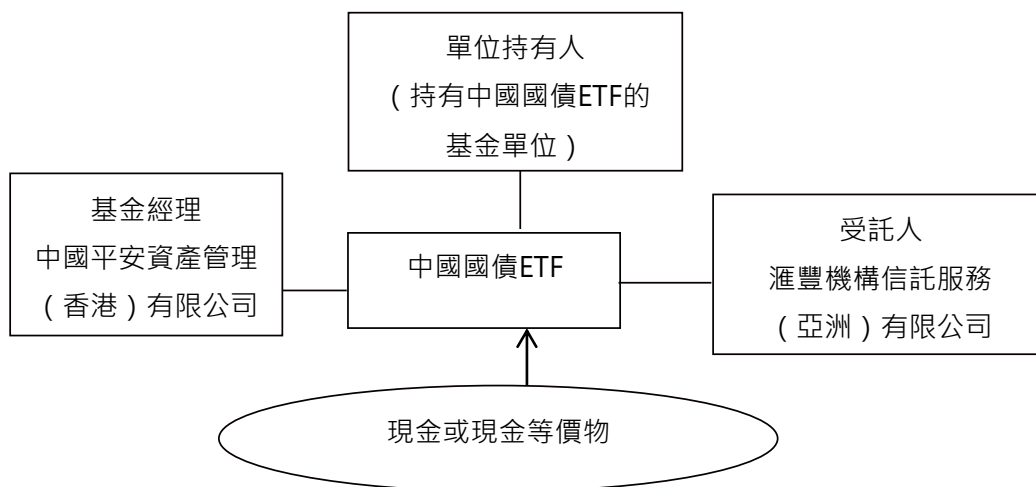 單位持有人
（持有中國國債ETF的
基金單位）
基金經理
中國平安資產管理
（香港）有限公司
中國國債ETF
受託人
滙豐機構信託服務
（亞洲）有限公司
現金或現金等價物